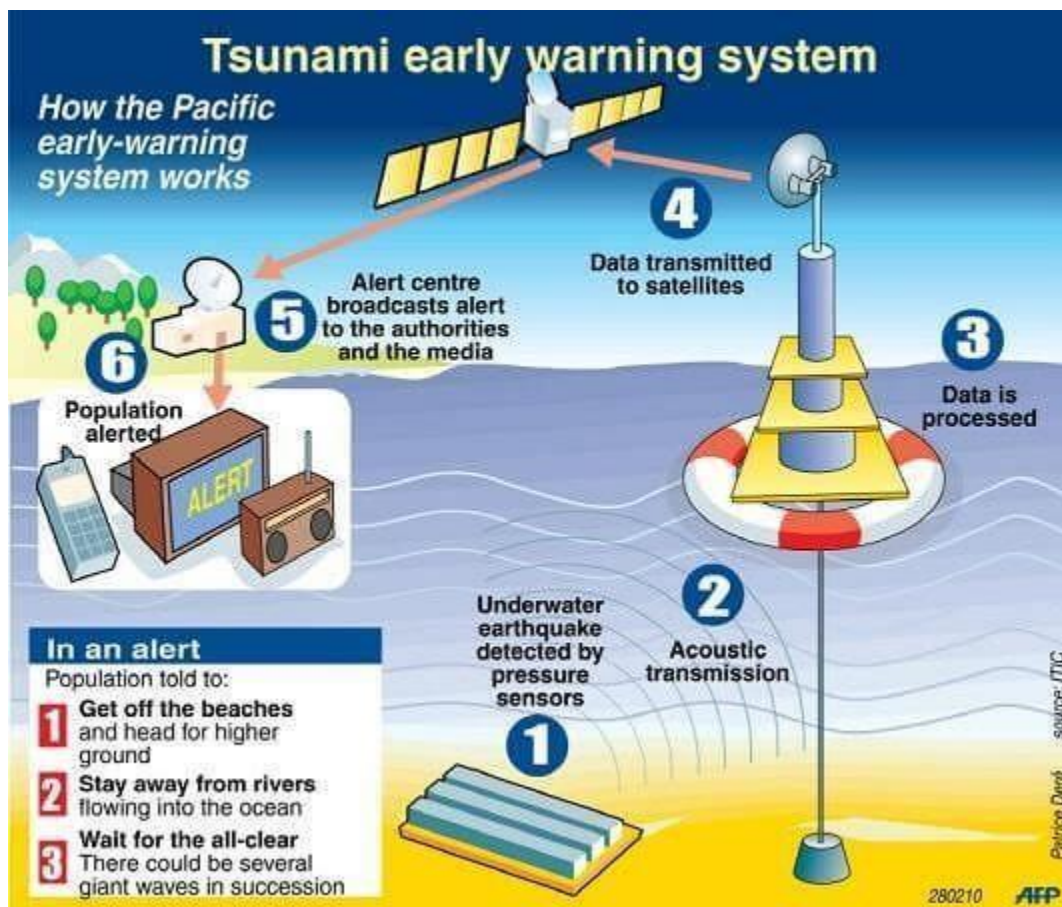 Tsunami early warning system
How the Pacific
early-warning
system works
4
Data transmitted
to satellites
5
Alert centre
broadcasts alert
to the authorities
and the media
3
Data is
processed
6
Population
alerted
ALERT
2
Acoustic
transmission
Underwater
earthquake
detected by
pressure
sensors
1
In an alert
Population told to:
1 Get off the beaches
and head for higher
ground
2 Stay away from rivers
flowing into the ocean
3 Wait for the all-clear
There could be several
giant waves in succession
source: ITIC
280210 AFP